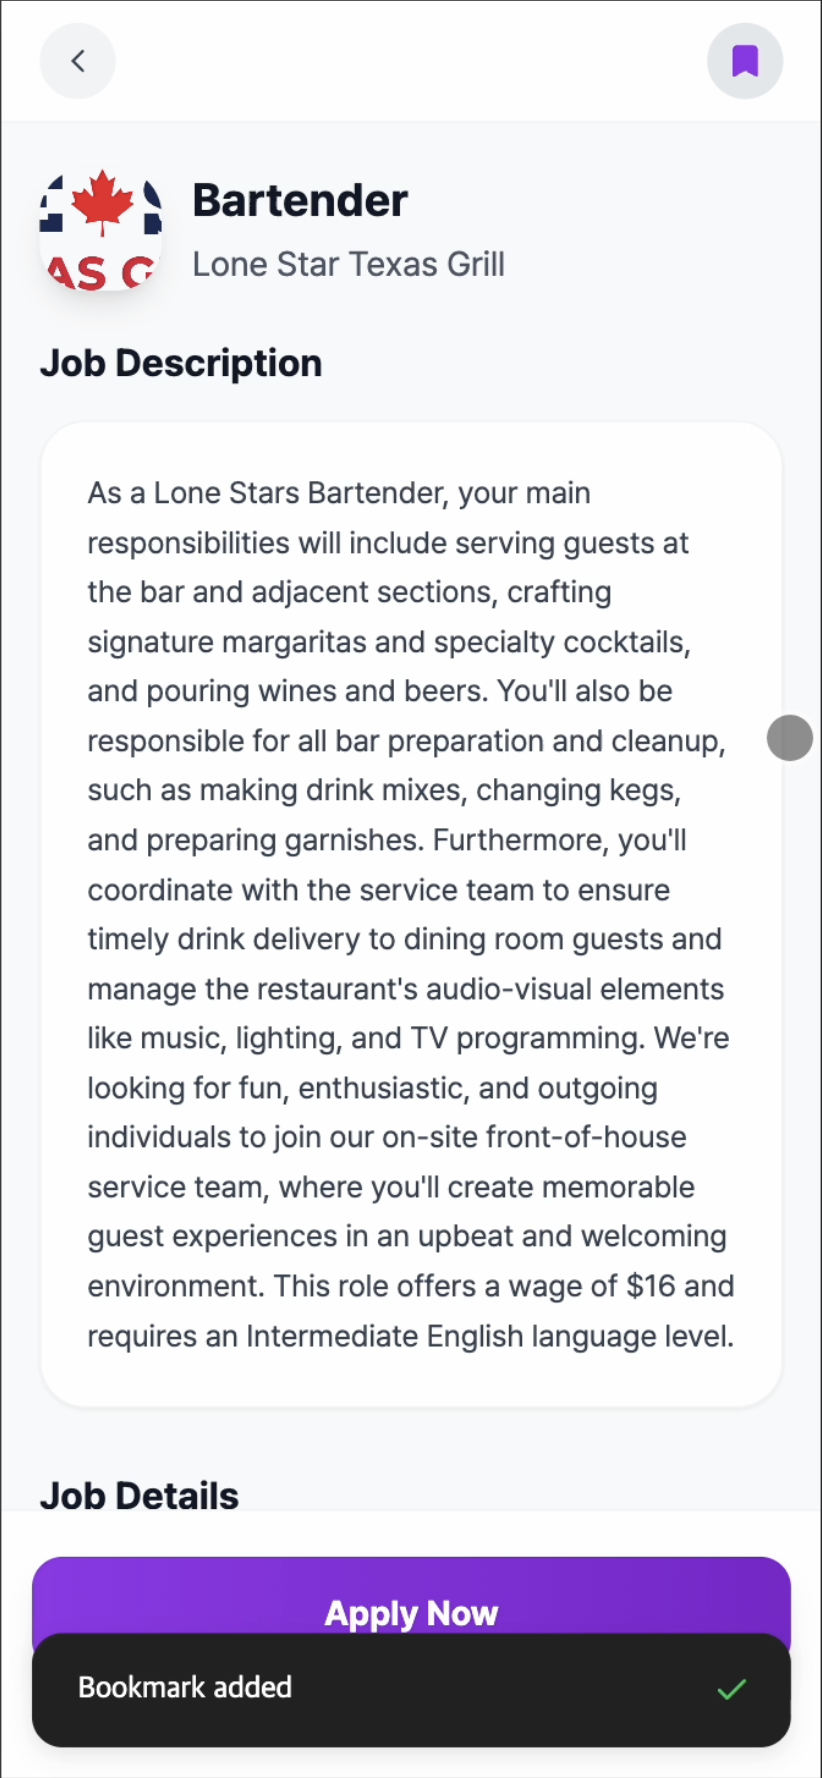 Bartender
Lone Star Texas Grill
AS G
Job Description
As a Lone Stars Bartender, your main
responsibilities will include serving guests at
the bar and adjacent sections, crafting
signature margaritas and specialty cocktails,
and pouring wines and beers. You'll also be
responsible for all bar preparation and cleanup,
such as making drink mixes, changing kegs,
and preparing garnishes. Furthermore, you'll
coordinate with the service team to ensure
timely drink delivery to dining room guests and
manage the restaurant's audio-visual elements
like music, lighting, and TV programming. We're
looking for fun, enthusiastic, and outgoing
individuals to join our on-site front-of-house
service team, where you'll create memorable
guest experiences in an upbeat and welcoming
environment. This role offers a wage of $16 and
requires an Intermediate English language level.
Job Details
Apply Now
Bookmark added